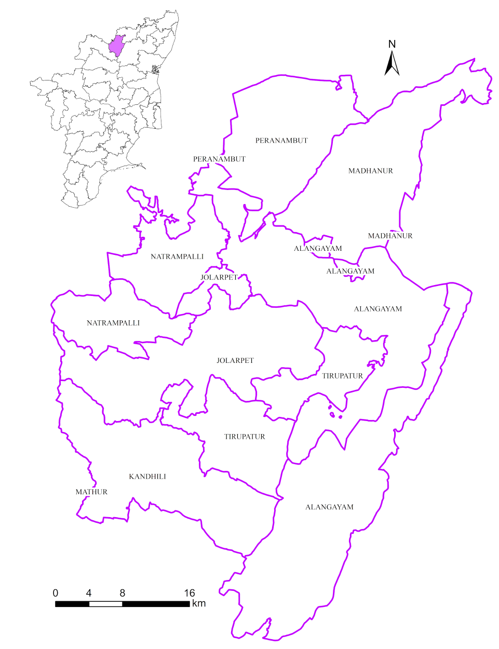 N
PERANAMBUT
PERANAMBUT
MADHANUR
MADHANUR
ALANGAYAM
NATRAMPALLI
ALANGAYAM
JOLARPET
ALANGAYAM
NATRAMPALLI
JOLARPET
TIRUPATUR
TIRUPATUR
KANDHILI
MATHUR
ALANGAYAM
0 4 8 16
km